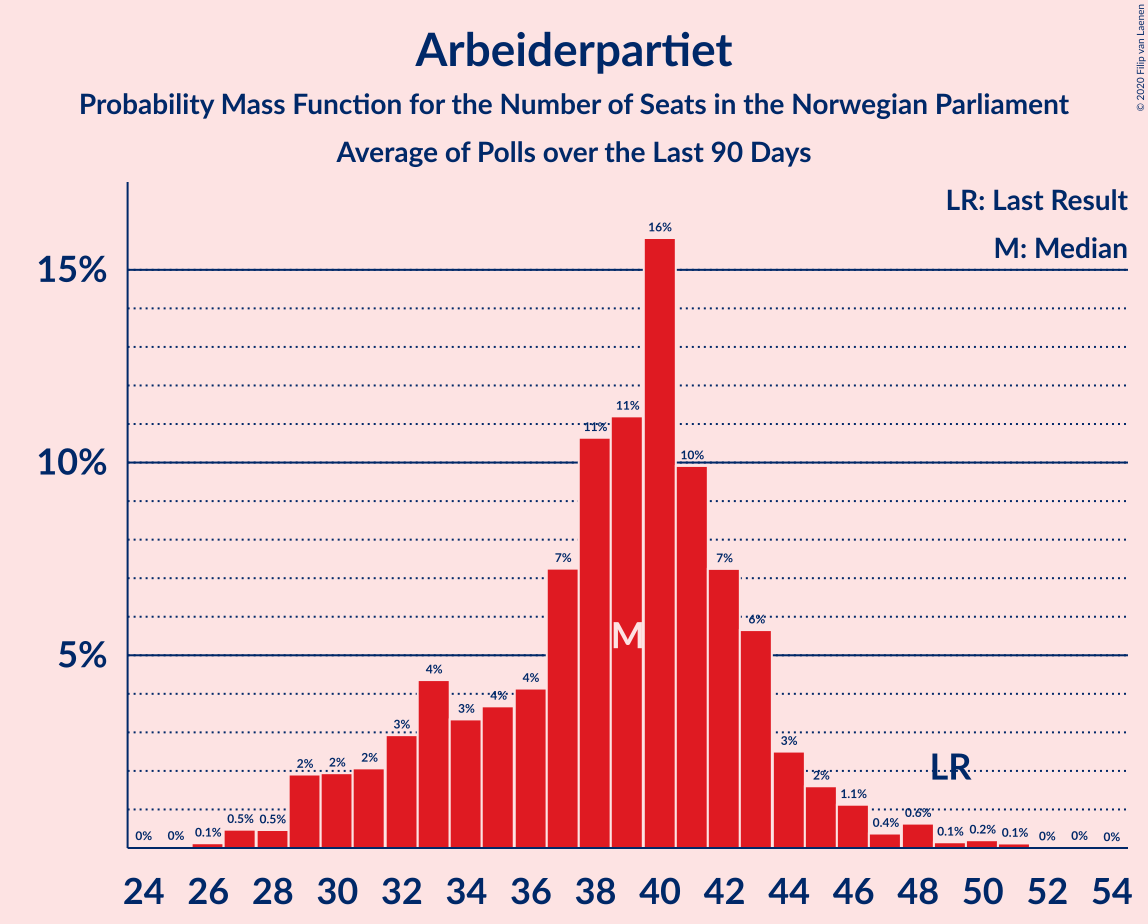 Arbeiderpartiet
Probability Mass Function for the Number of Seats in the Norwegian Parliament
Average of Polls over the Last 90 Days
© 2020 Filip van Laenen
LR: Last Result
M: Median
15%
10%
5%
0% 0% 0.1% 0.5% 0.5% 2% 2% 2% 3% 4% 3% 4% 4% 7% 11% 11% 16% 10% 7% 6% 3% 2% 1.1% 0.4% 0.6% 0.1% 0.2% 0.1% 0% 0% 0%
M
LR
24 26 28 30 32 34 36 38 40 42 44 46 48 50 52 54